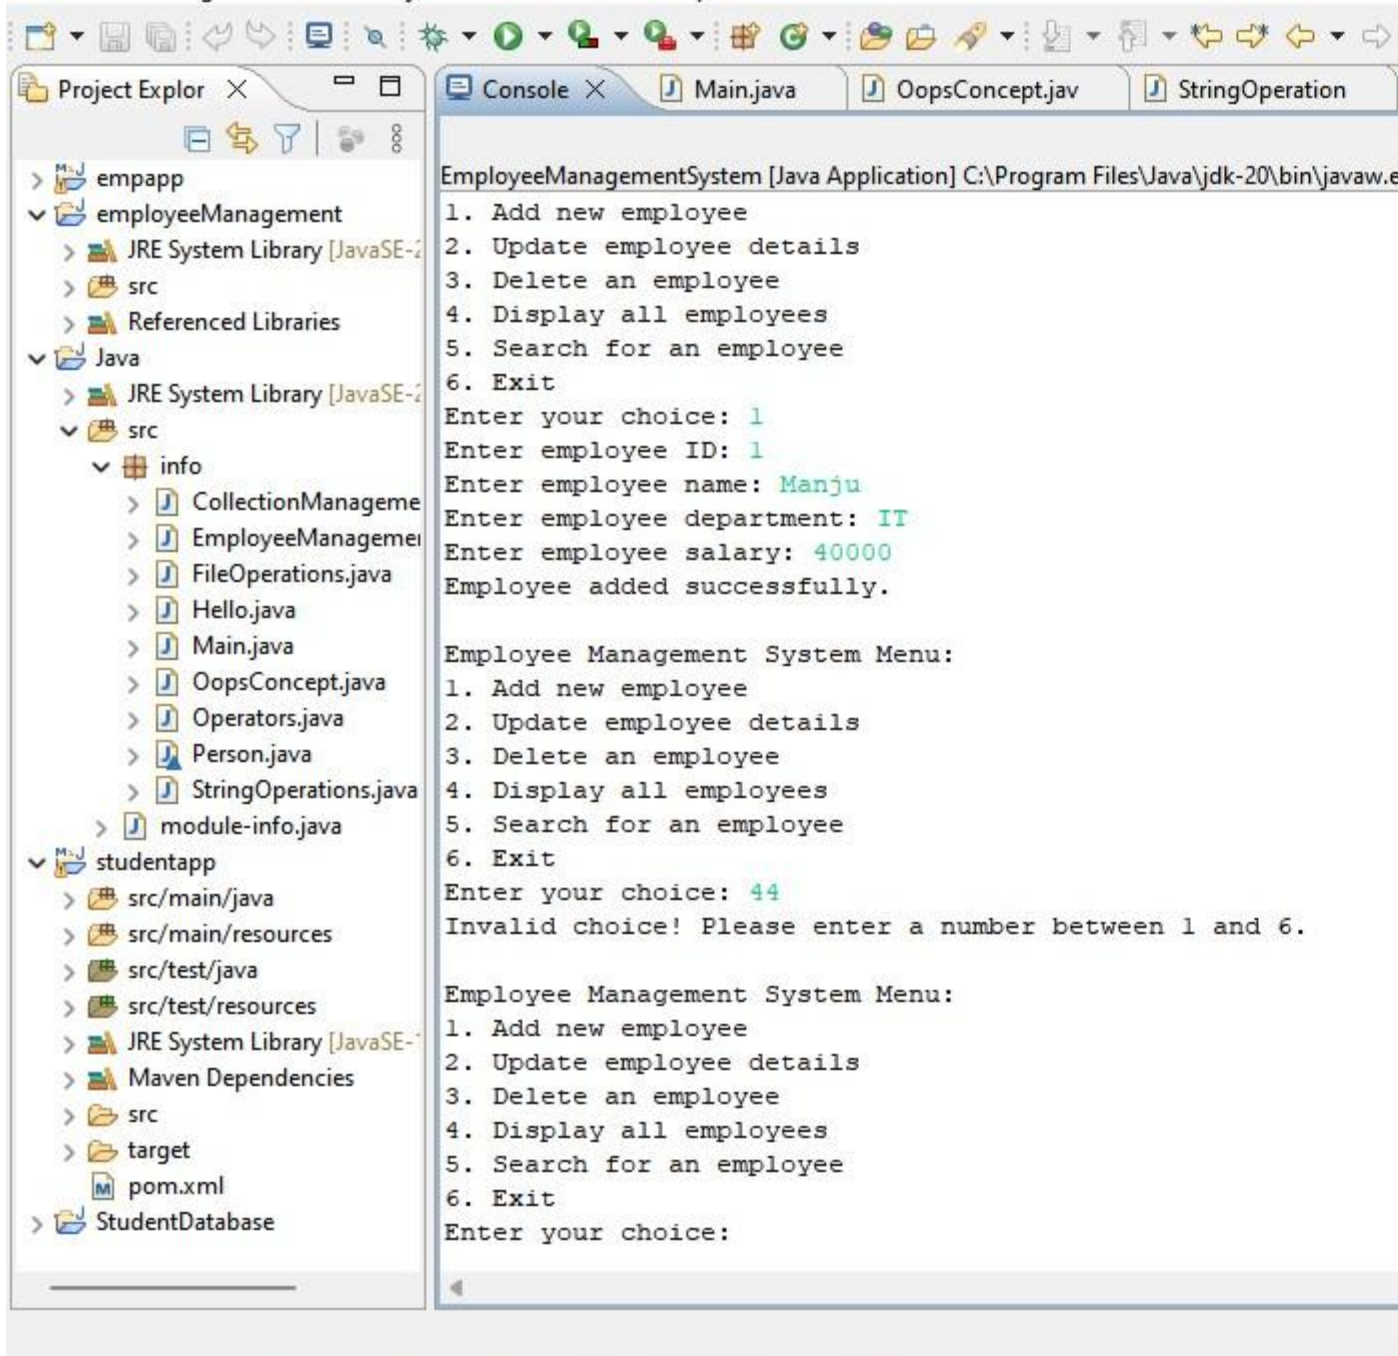 Project Explor
empapp
employeeManagement
JRE System Library [JavaSE-
src
Referenced Libraries
Java
JRE System Library [JavaSE-
src
info
CollectionManageme
EmployeeManagemen
FileOperations.java
Hello.java
Main.java
OopsConcept.java
Operators.java
Person.java
StringOperations.java
module-info.java
studentapp
src/main/java
src/main/resources
src/test/java
src/test/resources
JRE System Library [JavaSE-
Maven Dependencies
src
target
pom.xml
StudentDatabase
Console Main.java OopsConcept.jav StringOperation
EmployeeManagementSystem [Java Application] C:\Program Files\Java\jdk-20\bin\javaw.e
1. Add new employee
2. Update employee details
3. Delete an employee
4. Display all employees
5. Search for an employee
6. Exit
Enter your choice: 1
Enter employee ID: 1
Enter employee name: Manju
Enter employee department: IT
Enter employee salary: 40000
Employee added successfully.
Employee Management System Menu:
1. Add new employee
2. Update employee details
3. Delete an employee
4. Display all employees
5. Search for an employee
6. Exit
Enter your choice: 44
Invalid choice! Please enter a number between 1 and 6.
Employee Management System Menu:
1. Add new employee
2. Update employee details
3. Delete an employee
4. Display all employees
5. Search for an employee
6. Exit
Enter your choice: